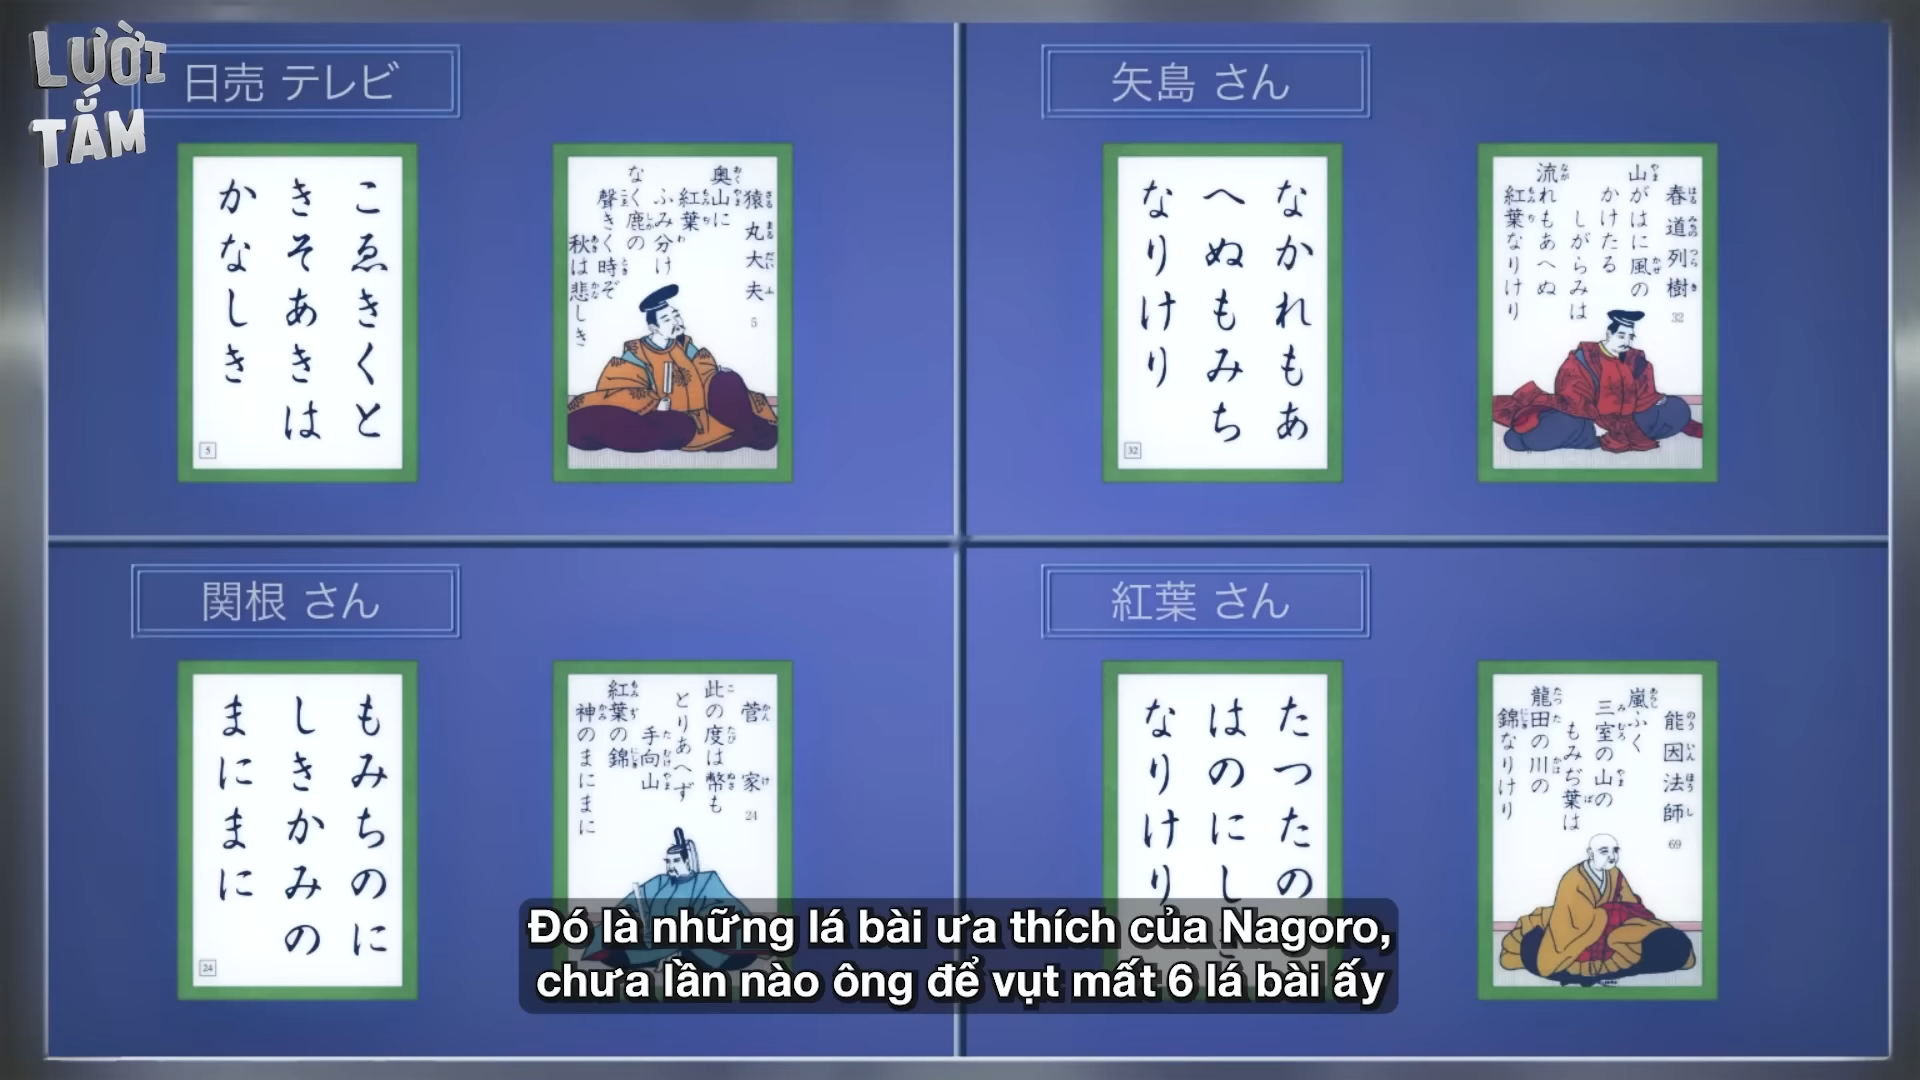 LƯỜI
TẮM
日売 テレビ
こゑきくと
きそあきは
かなしき
5
猿丸大夫
5
奥山に
紅葉
ふみ分け
なく鹿の
聲きく時ぞ
秋は悲しき
矢島 さん
なかれもあ
へぬもみち
なりけり
32
春道列樹
32
山がはに風の
かけたる
しがらみは
流れもあへぬ
紅葉なりけり
関根 さん
もみちのに
しきかみの
まにまに
24
菅家
24
此の度は幣も
とりあへず
手向山
紅葉の錦
神のまにまに
紅葉 さん
たつたの
はのにし
なりけり
能因法師
69
嵐ふく
三室の山の
もみぢ葉は
龍田の川の
錦なりけり
Đó là những lá bài ưa thích của Nagoro,
chưa lần nào ông để vụt mất 6 lá bài ấy